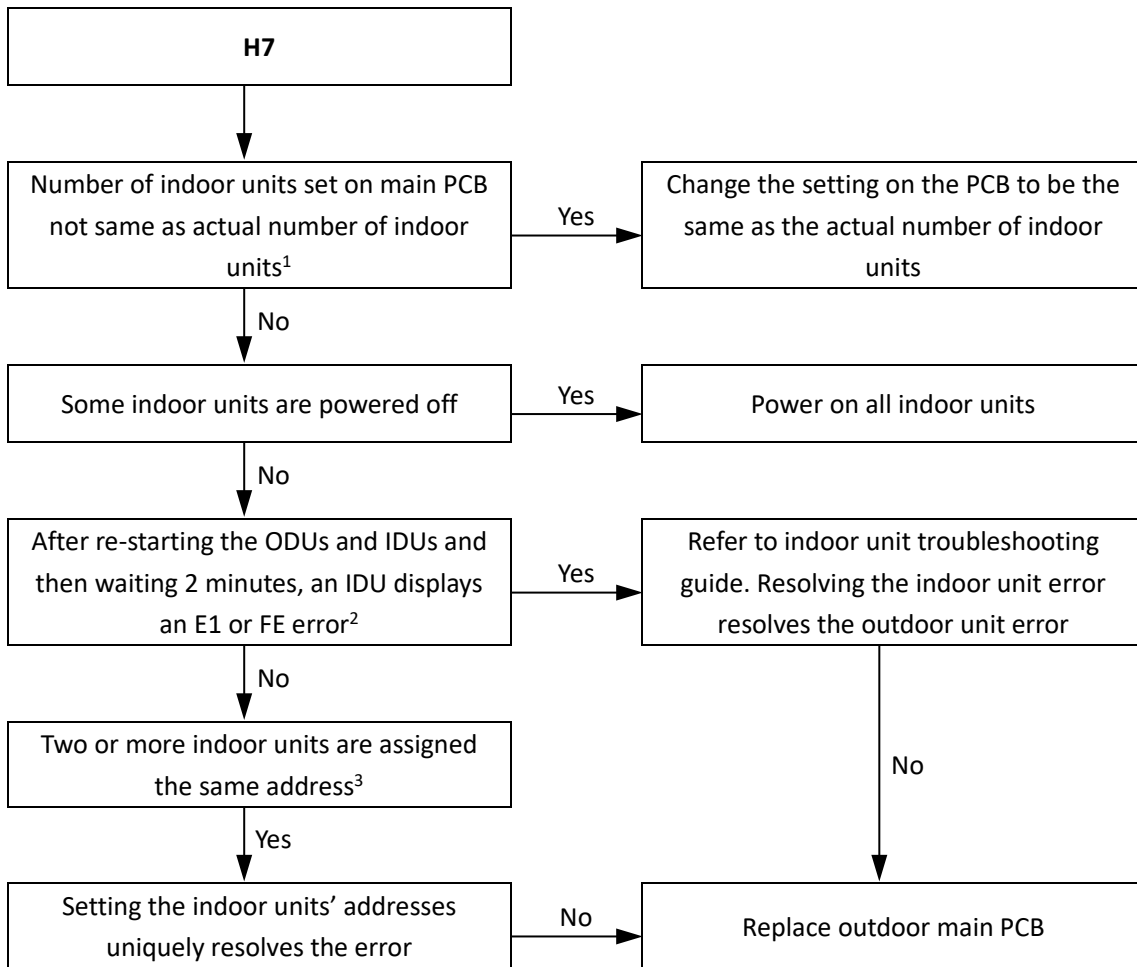 H7
Number of indoor units set on main PCB
not same as actual number of indoor
units¹
Yes
Change the setting on the PCB to be the
same as the actual number of indoor
units
No
Some indoor units are powered off
Yes
Power on all indoor units
No
After re-starting the ODUs and IDUs and
then waiting 2 minutes, an IDU displays
an E1 or FE error²
Yes
Refer to indoor unit troubleshooting
guide. Resolving the indoor unit error
resolves the outdoor unit error
No
Two or more indoor units are assigned
the same address³
No
Yes
Setting the indoor units’ addresses
uniquely resolves the error
No
Replace outdoor main PCB